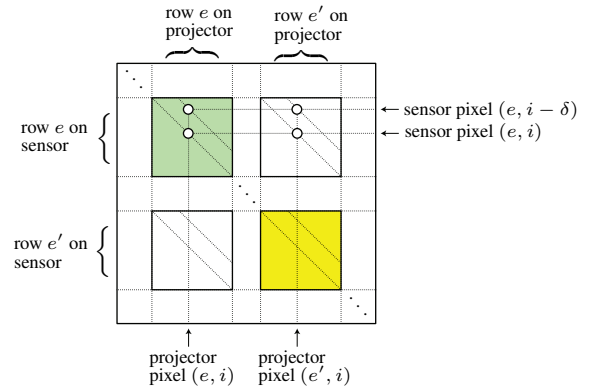 row e on
projector
row e′ on
projector
sensor pixel (e, i − δ)
sensor pixel (e, i)
row e on
sensor
row e′ on
sensor
projector
pixel (e, i)
projector
pixel (e′, i)